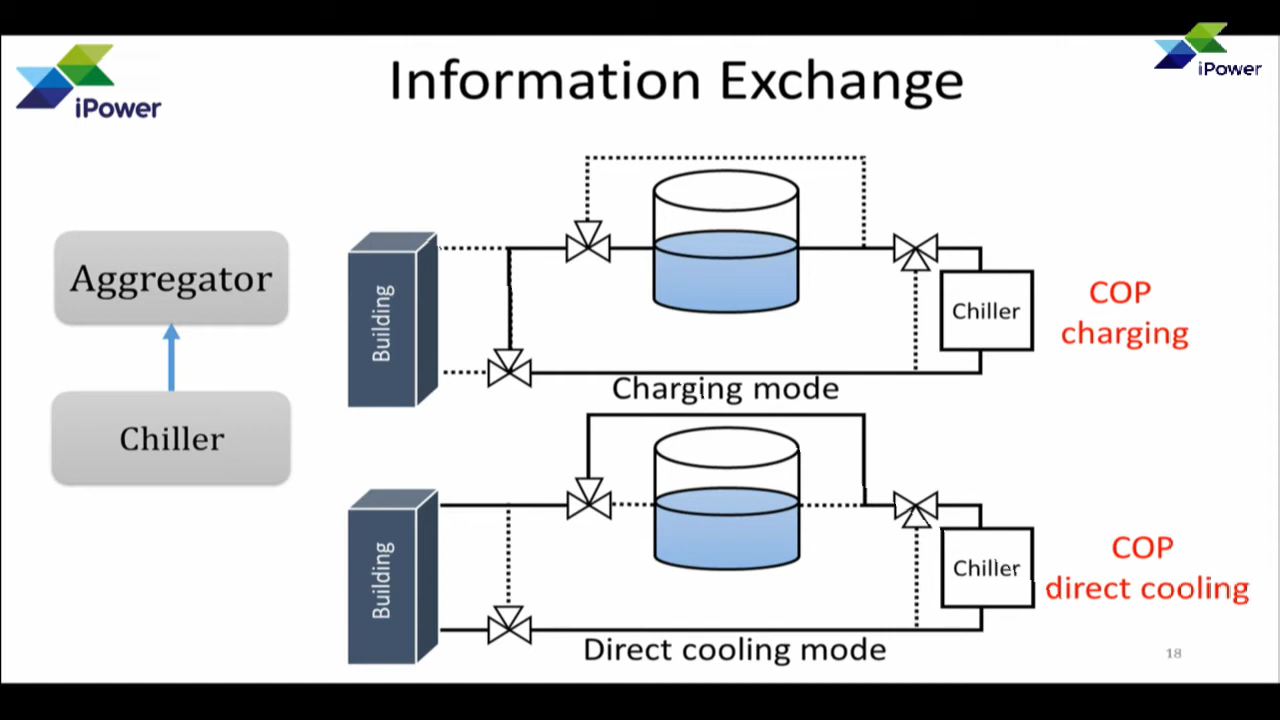 iPower
iPower
Information Exchange
Aggregator
Chiller
Building
Chiller
COP
charging
Charging mode
Building
Chiller
COP
direct cooling
Direct cooling mode
18